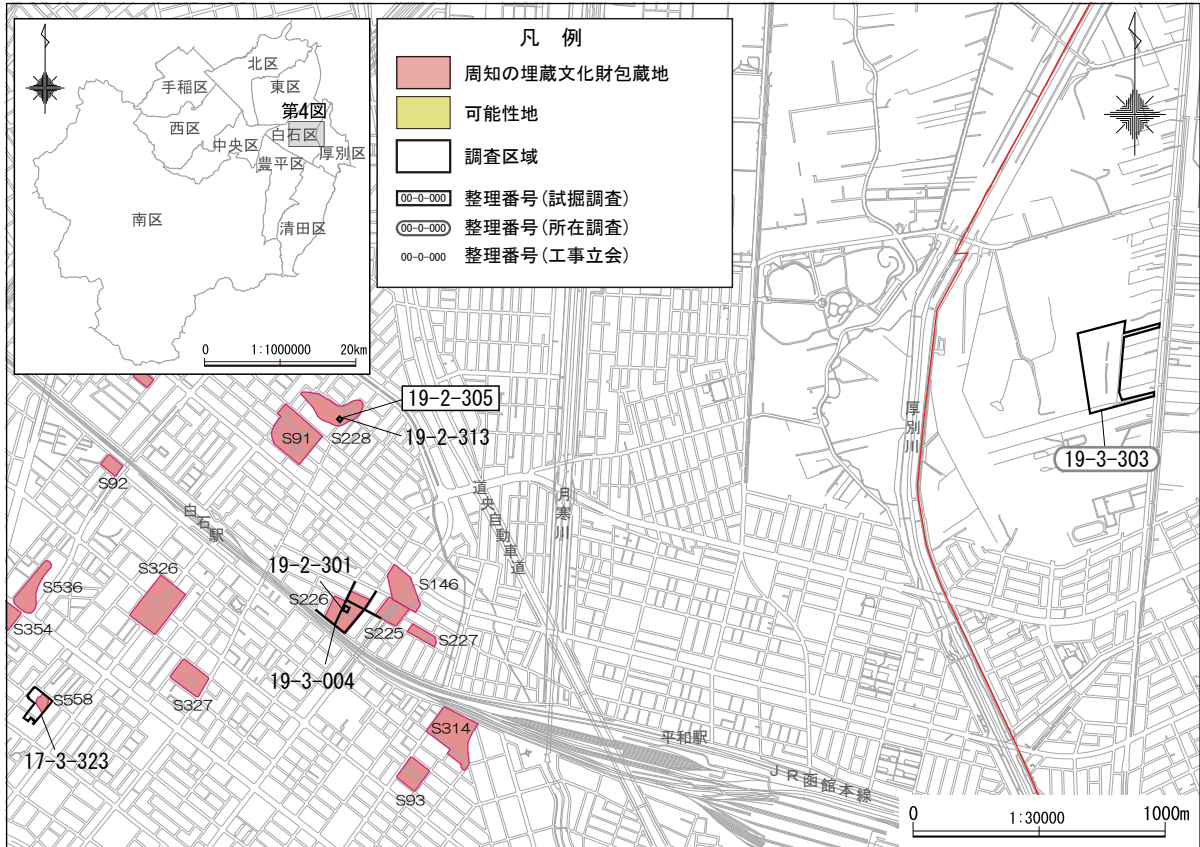 北区
手稲区
東区
第4図
西区
白石区
中央区
厚別区
豊平区
南区
清田区
0 1:1000000 20km
凡 例
周知の埋蔵文化財包蔵地
可能性地
調査区域
00-0-000 整理番号(試掘調査)
00-0-000 整理番号(所在調査)
00-0-000 整理番号(工事立会)
19-2-305
S91
S228
19-2-313
厚別川
19-3-303
S92
道央自動車道
月寒川
白石駅
19-2-301
S536
S326
S226
S146
S354
S225
S227
19-3-004
S558
S327
17-3-323
S314
平和駅
JR函館本線
S93
0 1:30000 1000m